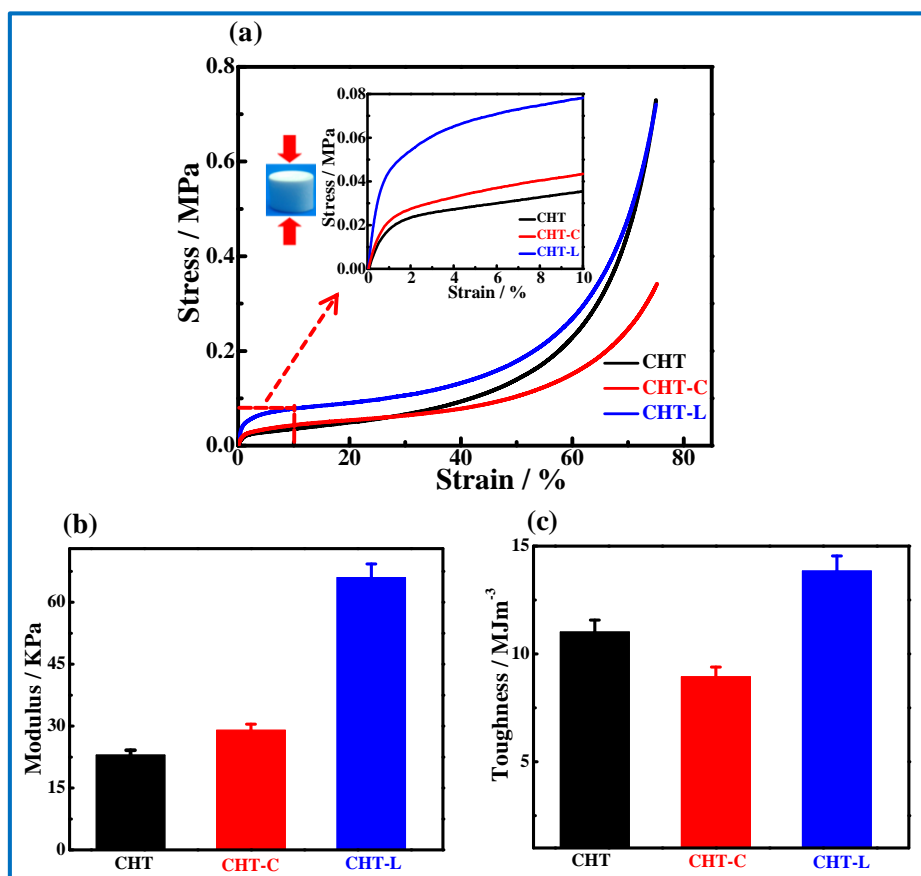 (a)
0.8
0.6
0.4
0.2
0.0
Stress / MPa
0 20 40 60 80
Strain / %
0.08
0.06
0.04
0.02
0.00
Stress / MPa
0 2 4 6 8 10
Strain / %
CHT
CHT-C
CHT-L
CHT
CHT-C
CHT-L
(b)
60
45
30
15
0
Modulus / KPa
CHT CHT-C CHT-L
(c)
15
10
5
Toughness / MJm⁻³
CHT CHT-C CHT-L